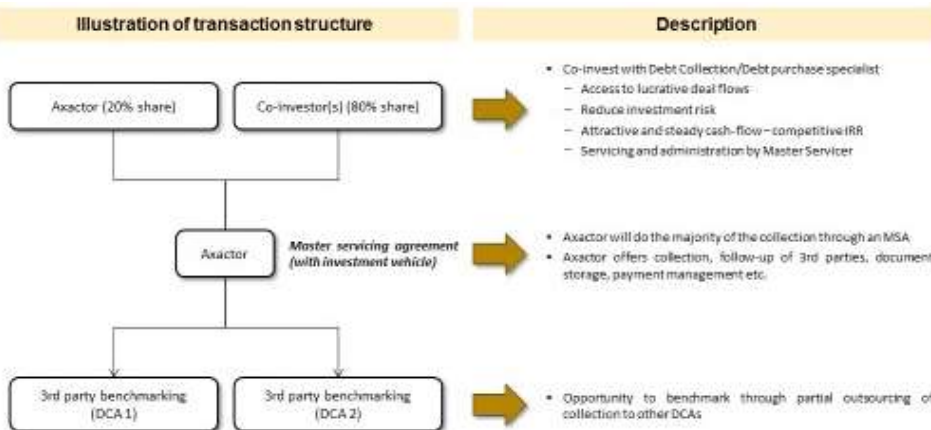 Illustration of transaction structure
Description
Axactor (20% share)
Co-investor(s) (80% share)
▪ Co-invest with Debt Collection/Debt purchase specialist
– Access to lucrative deal flows
– Reduce investment risk
– Attractive and steady cash-flow – competitive IRR
– Servicing and administration by Master Servicer
Axactor
Master servicing agreement
(with investment vehicle)
▪ Axactor will do the majority of the collection through an MSA
▪ Axactor offers collection, follow-up of 3rd parties, document
storage, payment management etc.
3rd party benchmarking
(DCA 1)
3rd party benchmarking
(DCA 2)
▪ Opportunity to benchmark through partial outsourcing of
collection to other DCAs